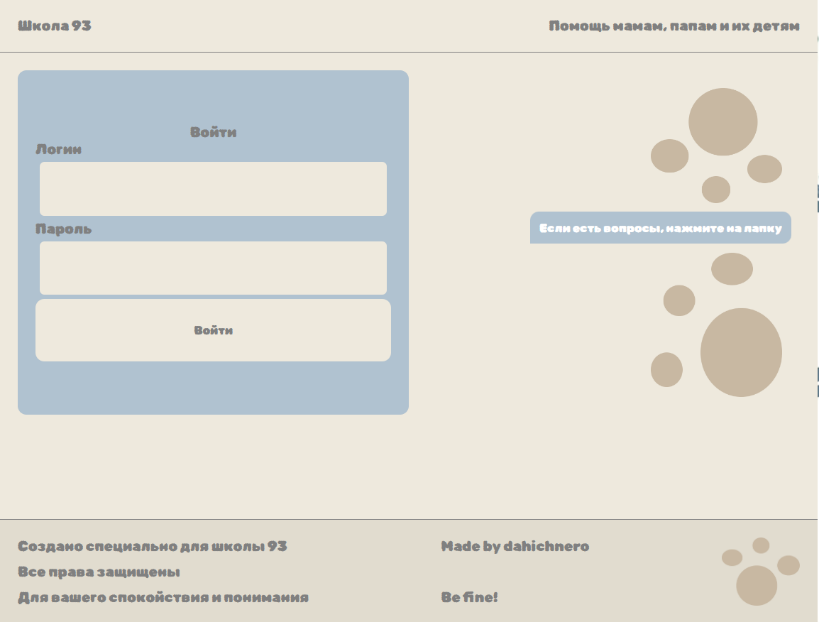 Школа 93
Помощь мамам, папам и их детям
Войти
Логин
Пароль
Войти
Если есть вопросы, нажмите на лапку
Создано специально для школы 93
Все права защищены
Для вашего спокойствия и понимания
Made by dahichnero
Be fine!